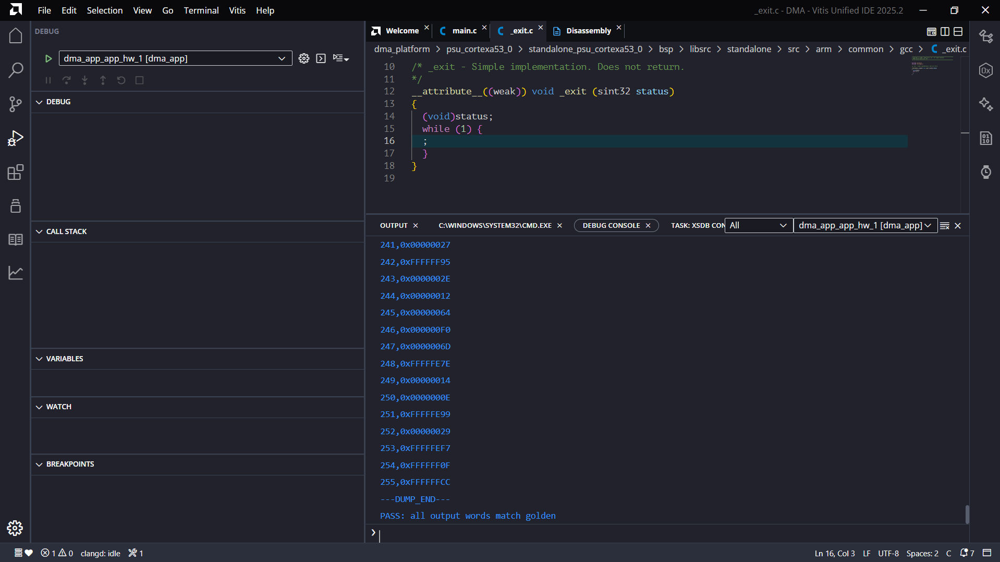 File Edit Selection View Go Terminal Vitis Help
_exit.c - DMA - Vitis Unified IDE 2025.2
DEBUG
dma_app_app_hw_1 [dma_app]
DEBUG
CALL STACK
VARIABLES
WATCH
BREAKPOINTS
Welcome main.c _exit.c Disassembly
dma_platform > psu_cortexa53_0 > standalone_psu_cortexa53_0 > bsp > libsrc > standalone > src > arm > common > gcc > _exit.c
10 /* _exit - Simple implementation. Does not return.
11 */
12 __attribute__((weak)) void _exit (sint32 status)
13 {
14 (void)status;
15 while (1) {
16 ;
17 }
18 }
19
OUTPUT C:\WINDOWS\SYSTEM32\CMD.EXE DEBUG CONSOLE TASK: XSDB CON All dma_app_app_hw_1 [dma_app]
241,0x00000027
242,0xFFFFFF95
243,0x0000002E
244,0x00000012
245,0x00000064
246,0x000000F0
247,0x0000006D
248,0xFFFFFE7E
249,0x00000014
250,0x0000000E
251,0xFFFFFE99
252,0x00000029
253,0xFFFFFEF7
254,0xFFFFFF0F
255,0xFFFFFFCC
---DUMP_END---
PASS: all output words match golden
>
0x
01
10
1 0 clangd: idle 1
Ln 16, Col 3 LF UTF-8 Spaces: 2 C 7